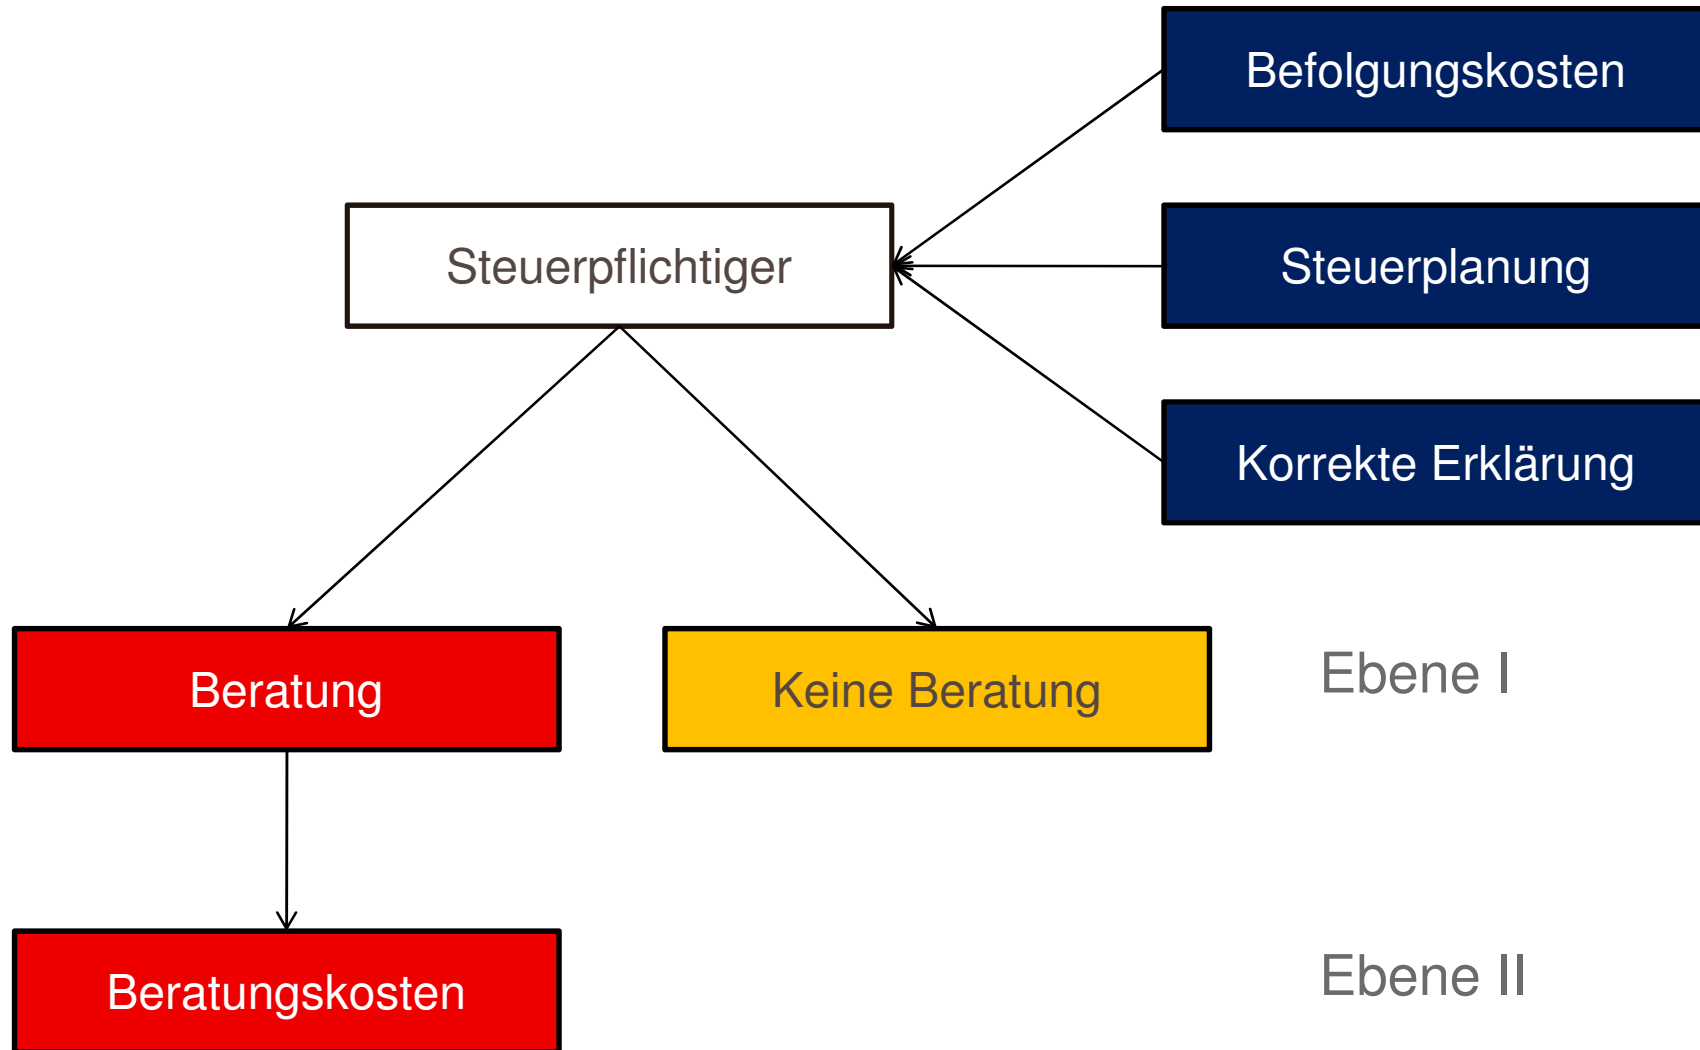 Befolgungskosten
Steuerpflichtiger
Steuerplanung
Korrekte Erklärung
Beratung
Keine Beratung
Ebene I
Beratungskosten
Ebene II